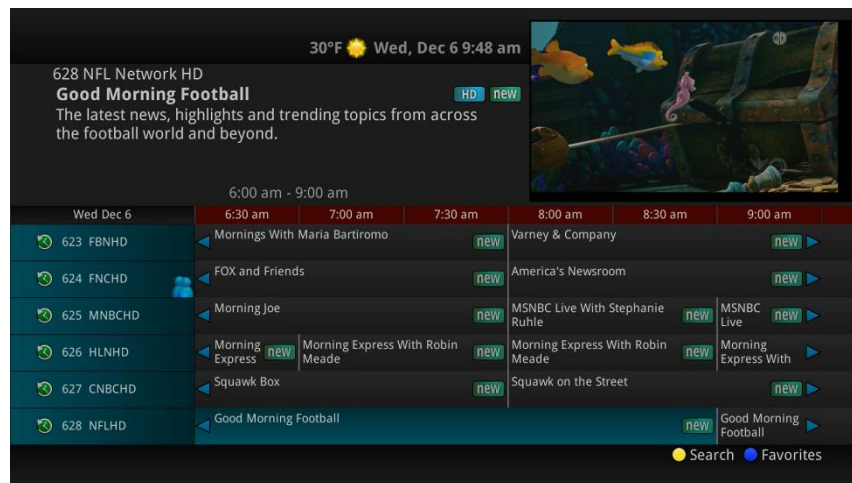 30°F Wed, Dec 6 9:48 am
628 NFL Network HD
Good Morning Football HD new
The latest news, highlights and trending topics from across
the football world and beyond.
6:00 am - 9:00 am
Wed Dec 6 6:30 am 7:00 am 7:30 am 8:00 am 8:30 am 9:00 am
623 FBNHD Mornings With Maria Bartiromo new Varney & Company new
624 FNCHD FOX and Friends new America's Newsroom new
625 MNBCHD Morning Joe new MSNBC Live With Stephanie
Ruhle new MSNBC
Live new
626 HLNHD Morning
Express new Morning Express With Robin
Meade new Morning Express With Robin
Meade new Morning
Express With
627 CNBCHD Squawk Box new Squawk on the Street new
628 NFLHD Good Morning Football new Good Morning
Football
Search Favorites